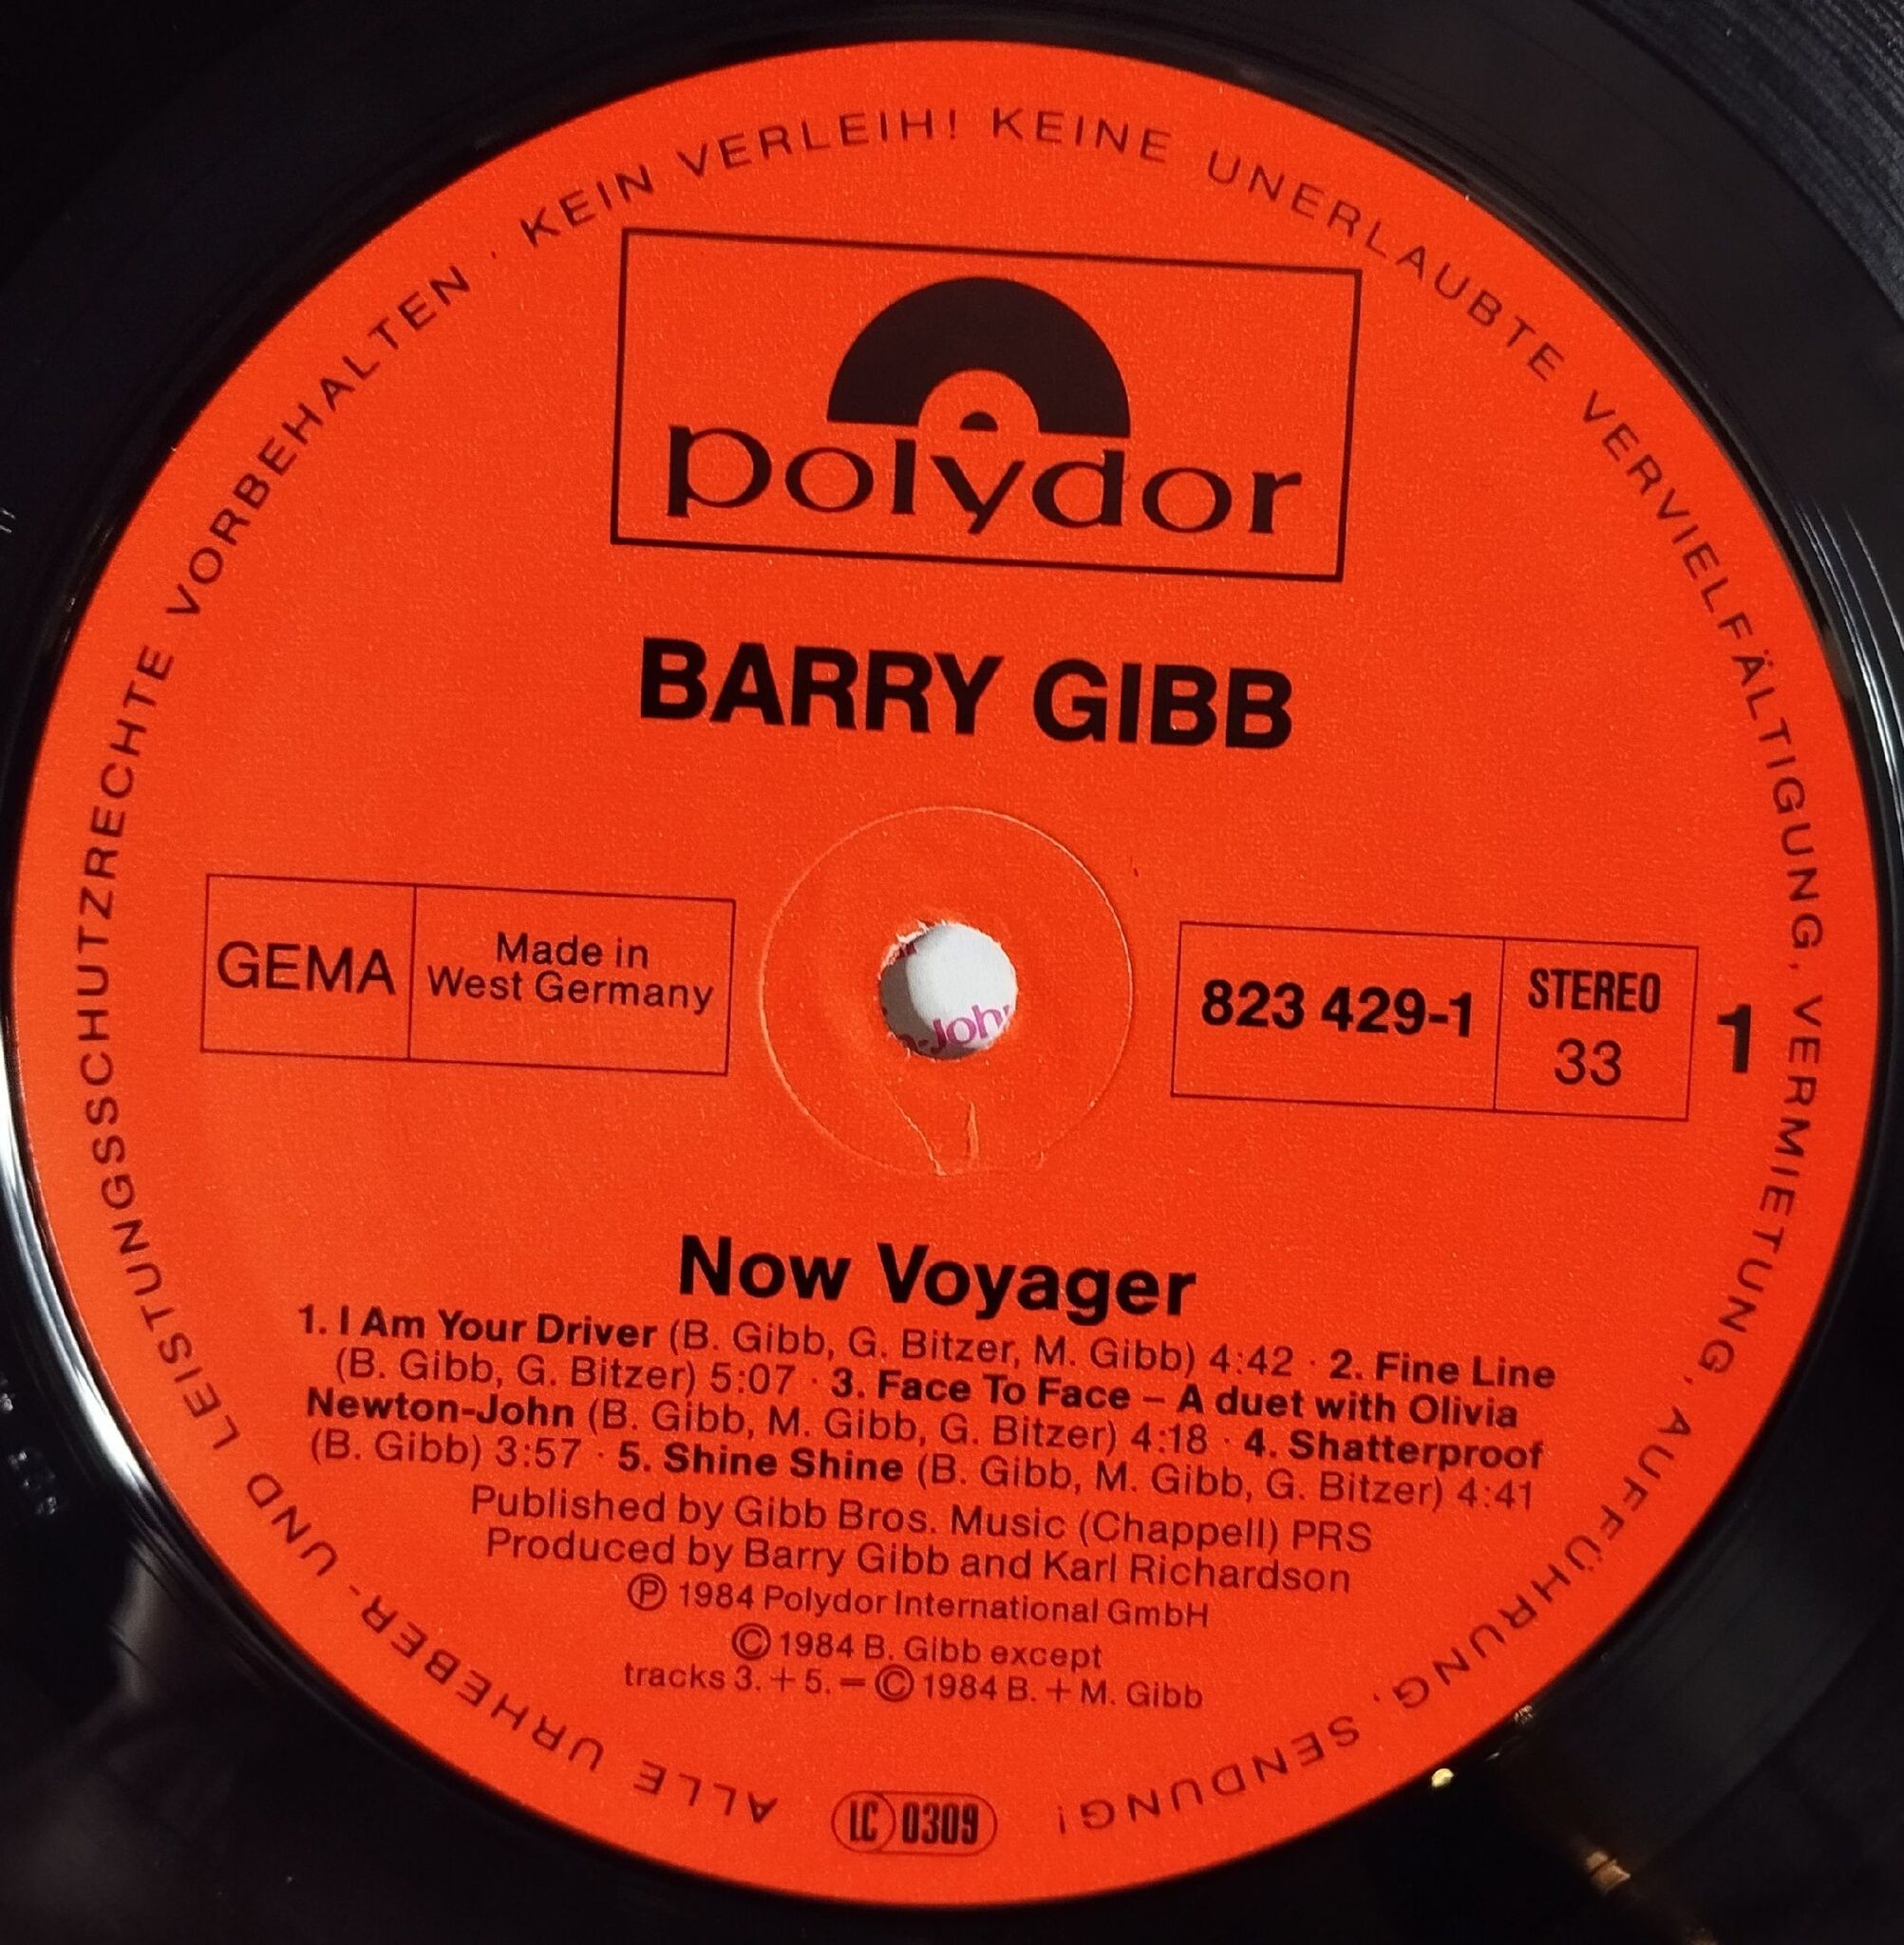 ALLE URHEBER- UND LEISTUNGSSCHUTZRECHTE VORBEHALTEN · KEIN VERLEIH! KEINE UNERLAUBTE VERVIELFÄLTIGUNG, VERMIETUNG, AUFFÜHRUNG, SENDUNG!
polydor
BARRY GIBB
GEMA
Made in
West Germany
-Joh
823 429-1
STEREO
33
1
Now Voyager
1. I Am Your Driver (B. Gibb, G. Bitzer, M. Gibb) 4:42 · 2. Fine Line
(B. Gibb, G. Bitzer) 5:07 · 3. Face To Face – A duet with Olivia
Newton-John (B. Gibb, M. Gibb, G. Bitzer) 4:18 · 4. Shatterproof
(B. Gibb) 3:57 · 5. Shine Shine (B. Gibb, M. Gibb, G. Bitzer) 4:41
Published by Gibb Bros. Music (Chappell) PRS
Produced by Barry Gibb and Karl Richardson
Ⓟ 1984 Polydor International GmbH
© 1984 B. Gibb except
tracks 3. + 5. – © 1984 B. + M. Gibb
LC 0309